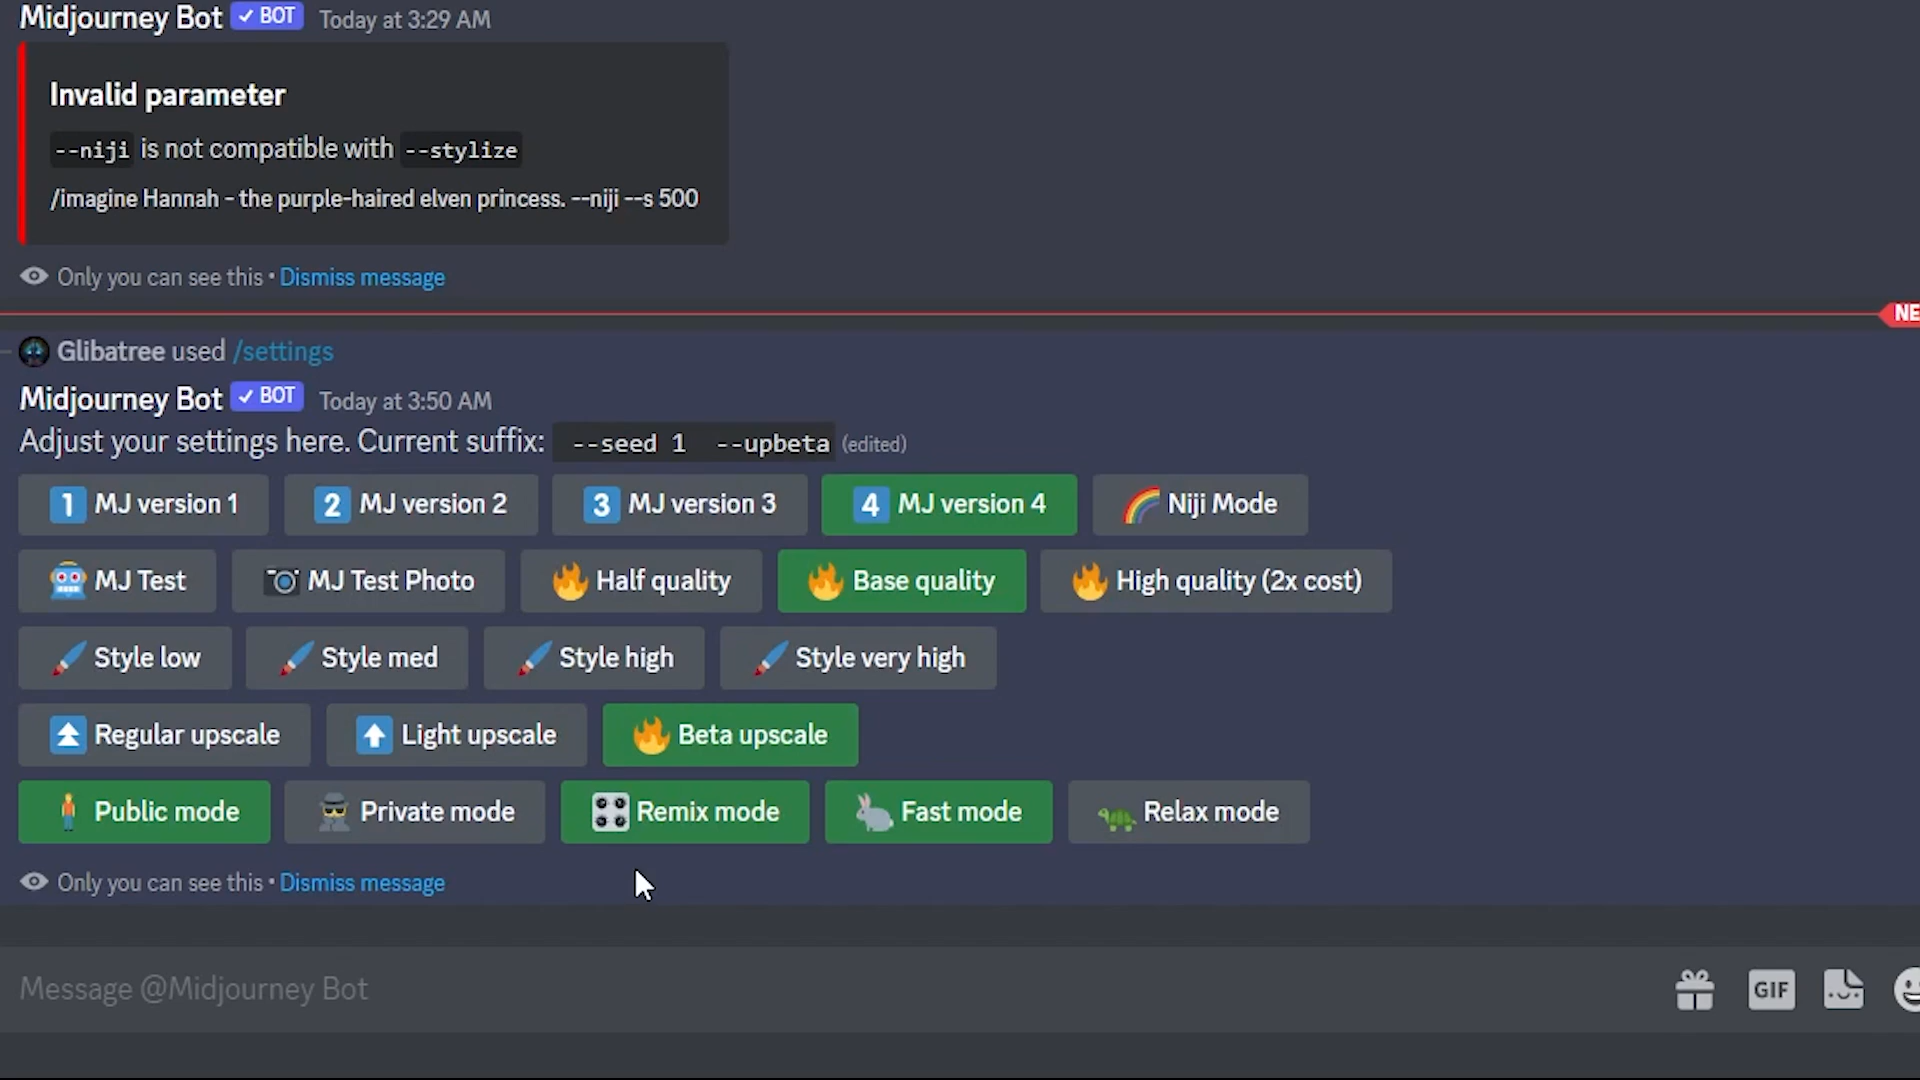 Midjourney Bot ✓ BOT Today at 3:29 AM
Invalid parameter
--niji is not compatible with --stylize
/imagine Hannah - the purple-haired elven princess. --niji --s 500
Only you can see this • Dismiss message
NE
Glibatree used /settings
Midjourney Bot ✓ BOT Today at 3:50 AM
Adjust your settings here. Current suffix: --seed 1 --upbeta (edited)
1 MJ version 1 2 MJ version 2 3 MJ version 3 4 MJ version 4 Niji Mode
MJ Test MJ Test Photo Half quality Base quality High quality (2x cost)
Style low Style med Style high Style very high
Regular upscale Light upscale Beta upscale
Public mode Private mode Remix mode Fast mode Relax mode
Only you can see this • Dismiss message
Message @Midjourney Bot GIF